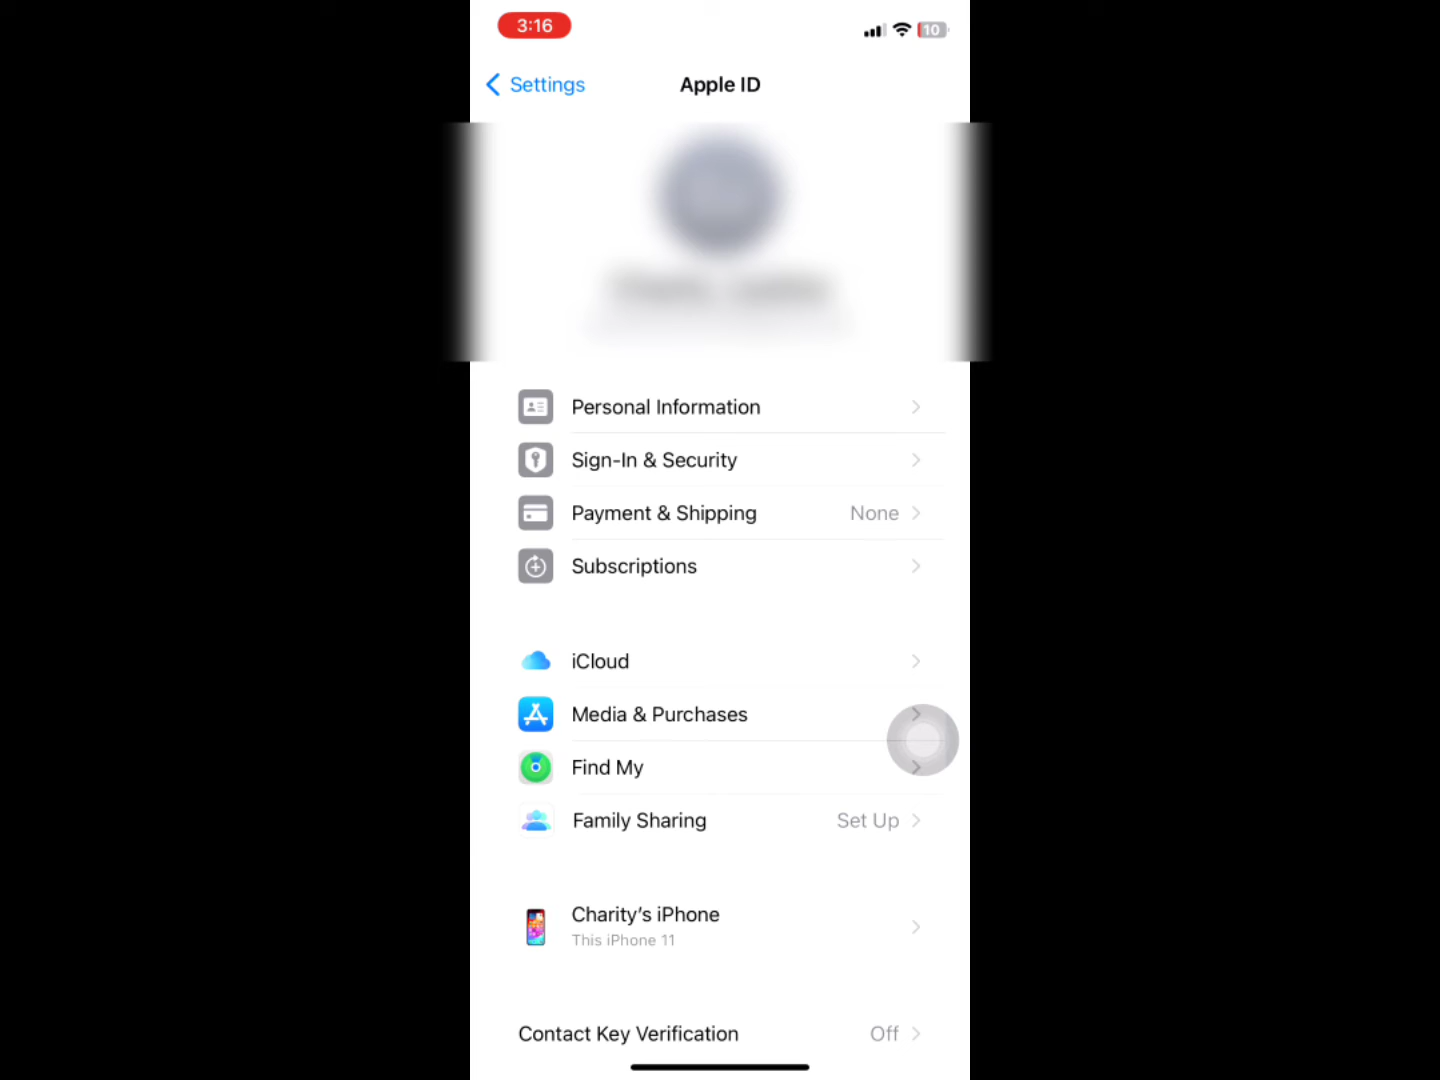 3:16
10
Settings
Apple ID
Personal Information
Sign-In & Security
Payment & Shipping None
Subscriptions
iCloud
Media & Purchases
Find My
Family Sharing Set Up
Charity's iPhone
This iPhone 11
Contact Key Verification Off